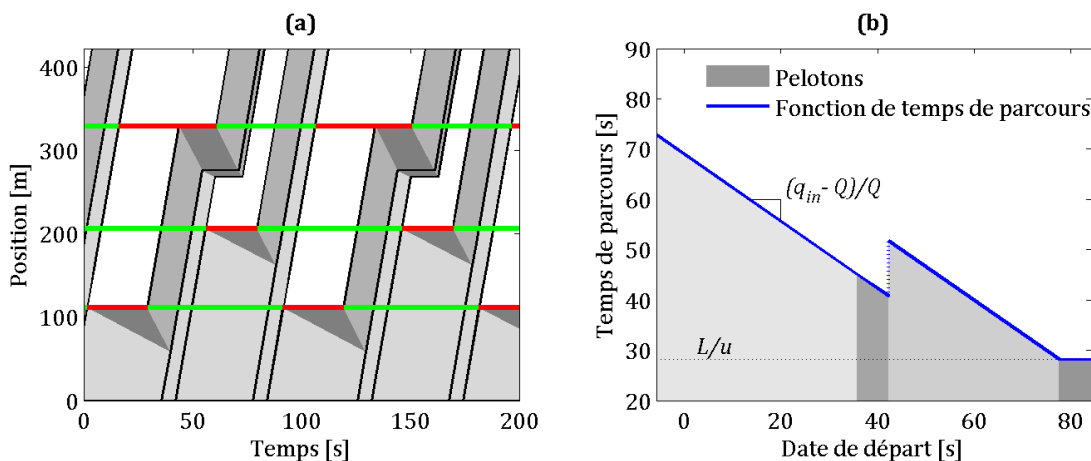 (a)
Position [m]
400
300
200
100
0
0 50 100 150 200
Temps [s]
(b)
Temps de parcours [s]
90
80
70
60
50
40
30
20
Pelotons
Fonction de temps de parcours
(q_in - Q)/Q
L/u
0 20 40 60 80
Date de départ [s]